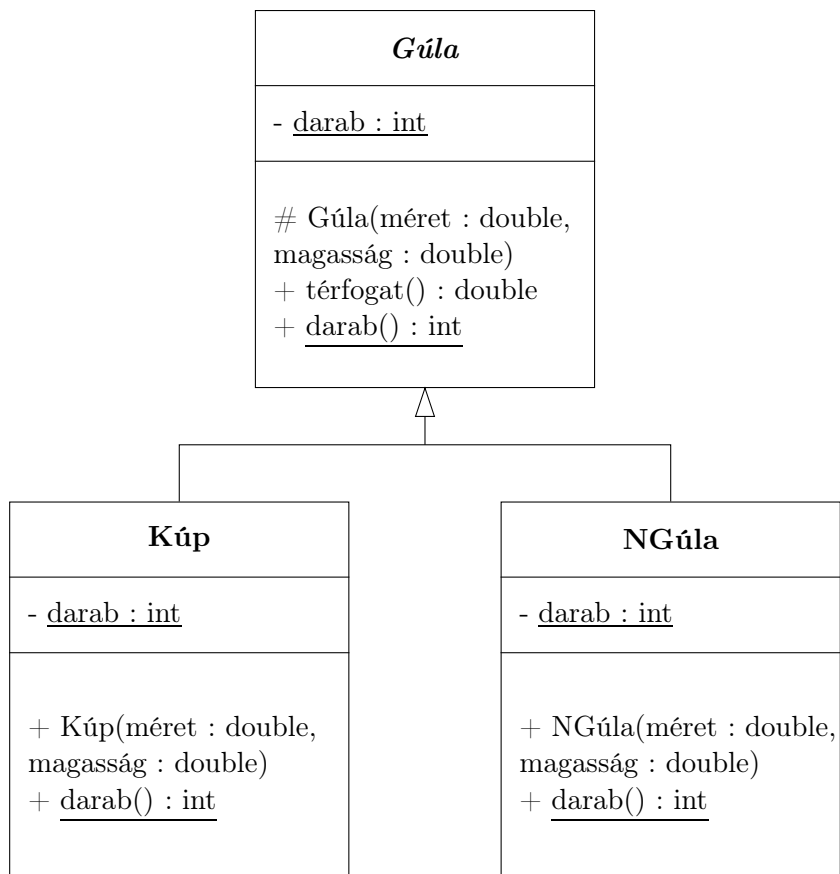 Gúla
- darab : int
# Gúla(méret : double,
magasság : double)
+ térfogat() : double
+ darab() : int
Kúp
- darab : int
+ Kúp(méret : double,
magasság : double)
+ darab() : int
NGúla
- darab : int
+ NGúla(méret : double,
magasság : double)
+ darab() : int